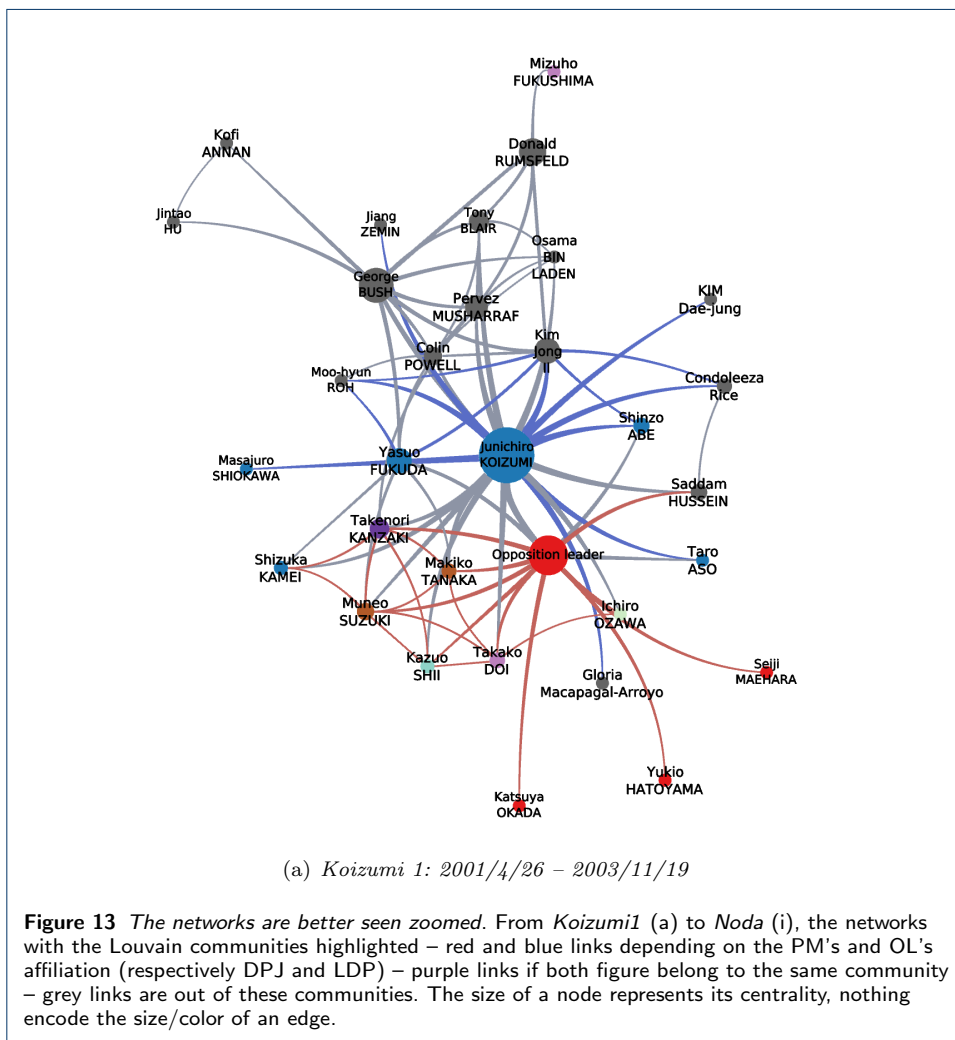 Mizuho
FUKUSHIMA
Kofi
ANNAN
Donald
RUMSFELD
Jintao
HU
Jiang
ZEMIN
Tony
BLAIR
Osama
BIN
LADEN
George
BUSH
KIM
Dae-jung
Pervez
MUSHARRAF
Kim
Jong
Il
Colin
POWELL
Moo-hyun
ROH
Condoleeza
Rice
Shinzo
ABE
Junichiro
KOIZUMI
Yasuo
FUKUDA
Masajuro
SHIOKAWA
Saddam
HUSSEIN
Takenori
KANZAKI
Opposition leader
Shizuka
KAMEI
Makiko
TANAKA
Taro
ASO
Muneo
SUZUKI
Ichiro
OZAWA
Kazuo
SHII
Takako
DOI
Gloria
Macapagal-Arroyo
Seiji
MAEHARA
Yukio
HATOYAMA
Katsuya
OKADA
(a) Koizumi 1: 2001/4/26 – 2003/11/19
Figure 13 The networks are better seen zoomed. From Koizumi1 (a) to Noda (i), the networks
with the Louvain communities highlighted – red and blue links depending on the PM's and OL's
affiliation (respectively DPJ and LDP) – purple links if both figure belong to the same community
– grey links are out of these communities. The size of a node represents its centrality, nothing
encode the size/color of an edge.